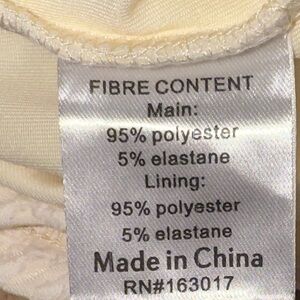 FIBRE CONTENT
Main:
95% polyester
5% elastane
Lining:
95% polyester
5% elastane
Made in China
RN#163017